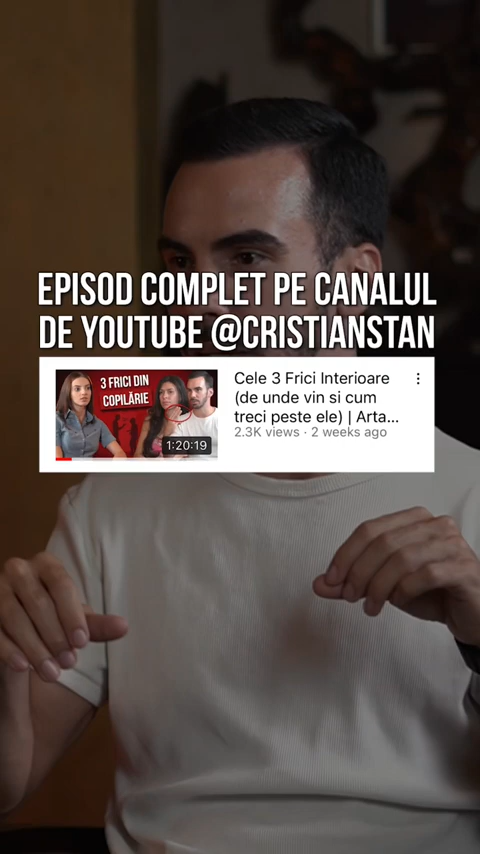 EPISOD COMPLET PE CANALUL
DE YOUTUBE @CRISTIANSTAN
3 FRICI DIN
COPILĂRIE
1:20:19
Cele 3 Frici Interioare
(de unde vin si cum
treci peste ele) | Arta...
2.3K views · 2 weeks ago